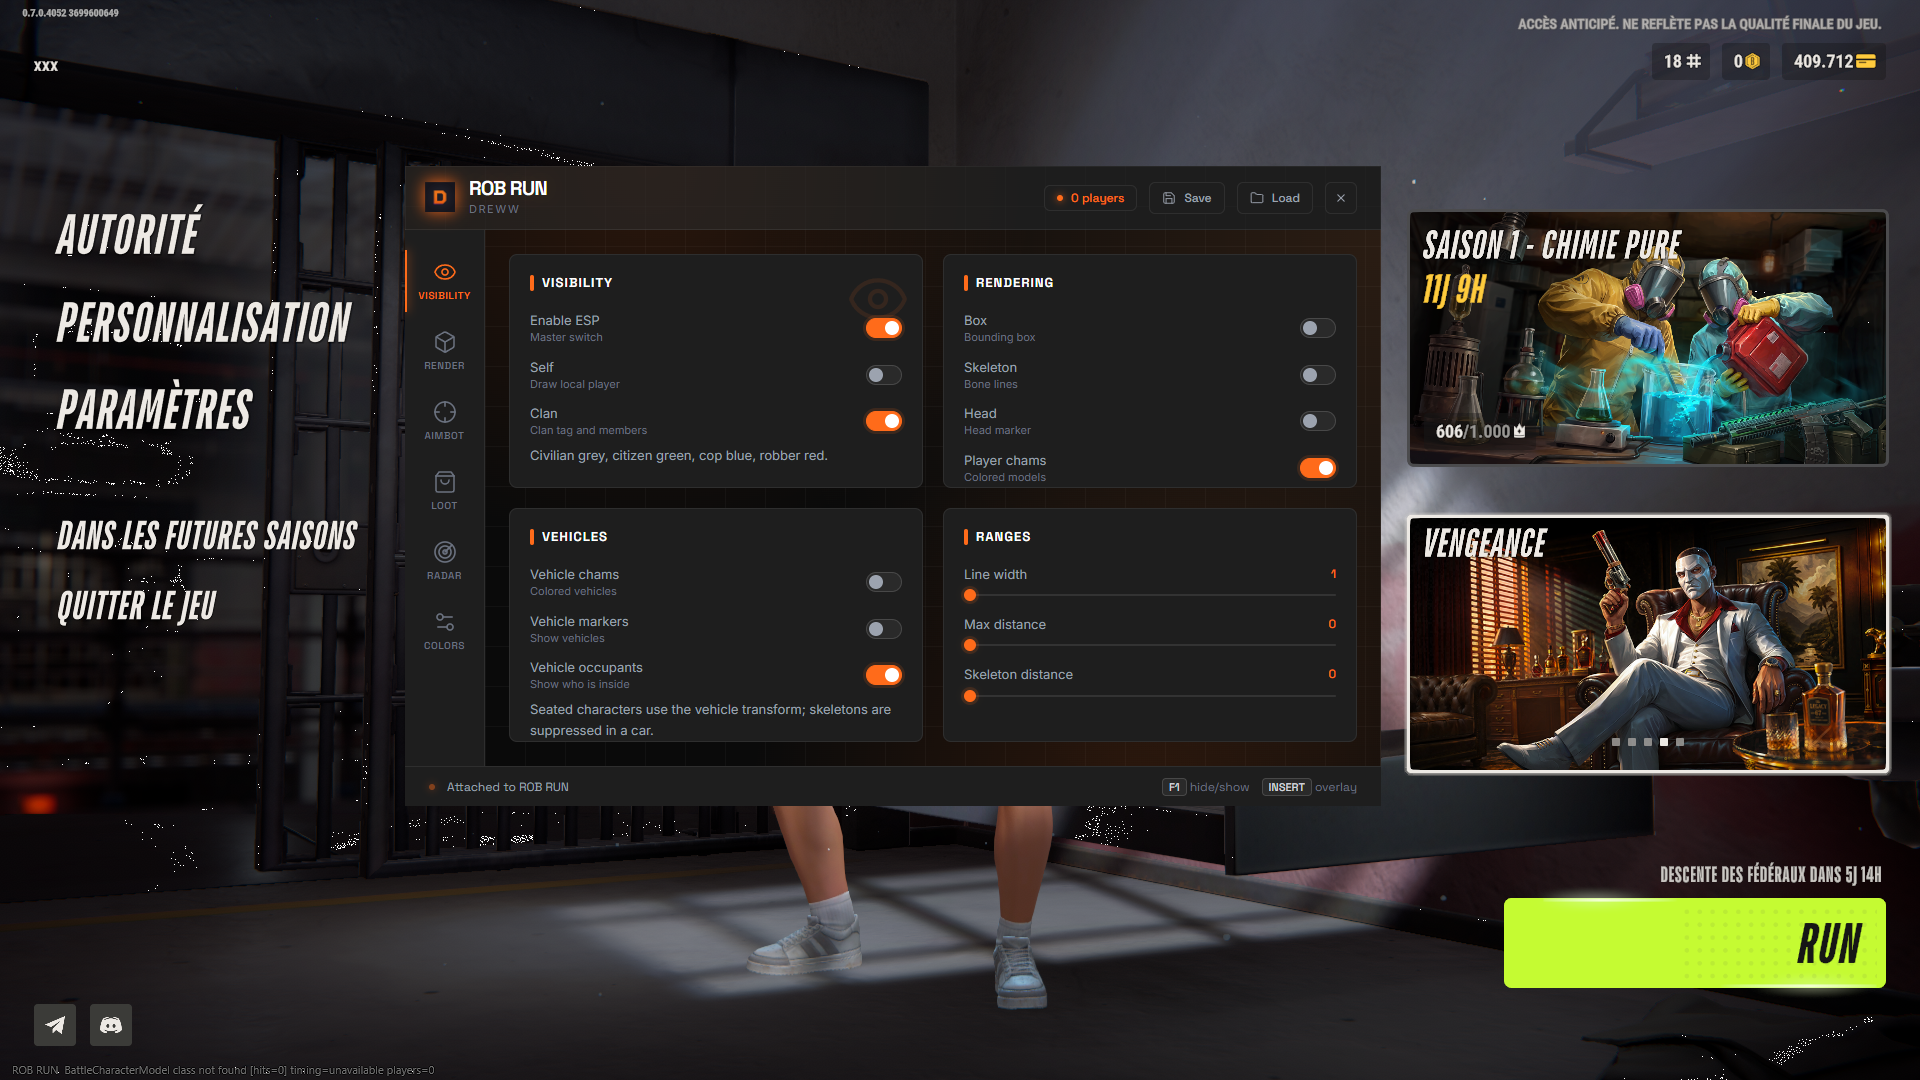 0.7.0.4052 3699600649
ACCÈS ANTICIPÉ. NE REFLÈTE PAS LA QUALITÉ FINALE DU JEU.
XXX
18
0
409.712
AUTORITÉ
PERSONNALISATION
PARAMÈTRES
DANS LES FUTURES SAISONS
QUITTER LE JEU
D
ROB RUN
DREWW
0 players
Save
Load
VISIBILITY
RENDER
AIMBOT
LOOT
RADAR
COLORS
VISIBILITY
Enable ESP
Master switch
Self
Draw local player
Clan
Clan tag and members
Civilian grey, citizen green, cop blue, robber red.
RENDERING
Box
Bounding box
Skeleton
Bone lines
Head
Head marker
Player chams
Colored models
VEHICLES
Vehicle chams
Colored vehicles
Vehicle markers
Show vehicles
Vehicle occupants
Show who is inside
Seated characters use the vehicle transform; skeletons are
suppressed in a car.
RANGES
Line width 1
Max distance 0
Skeleton distance 0
Attached to ROB RUN
F1 hide/show
INSERT overlay
SAISON 1 - CHIMIE PURE
11J 9H
606/1.000
VENGEANCE
DESCENTE DES FÉDÉRAUX DANS 5J 14H
RUN
ROB RUN. BattleCharacterModel class not found [hits=0] timing=unavailable players=0